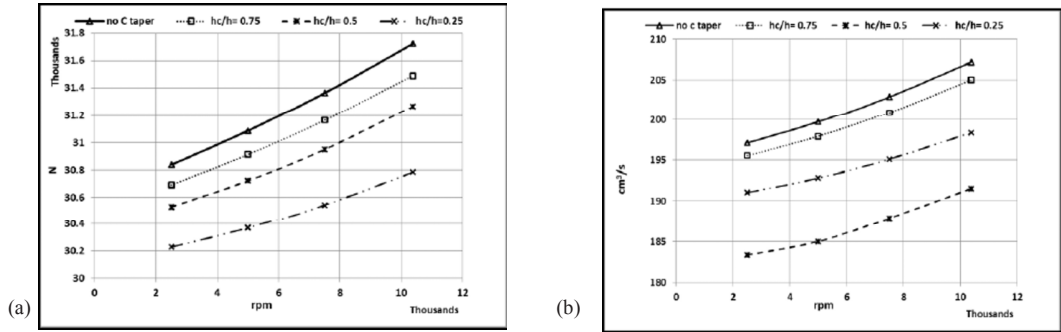 no C taper hc/h= 0.75 hc/h= 0.5 hc/h=0.25
Thousands
31.8
31.6
31.4
31.2
31
30.8
30.6
30.4
30.2
30
N
0 2 4 6 8 10 12
rpm
Thousands
(a)
no c taper hc/h= 0.75 hc/h= 0.5 hc/h=0.25
210
205
200
195
190
185
180
cm³/s
0 2 4 6 8 10 12
rpm
Thousands
(b)